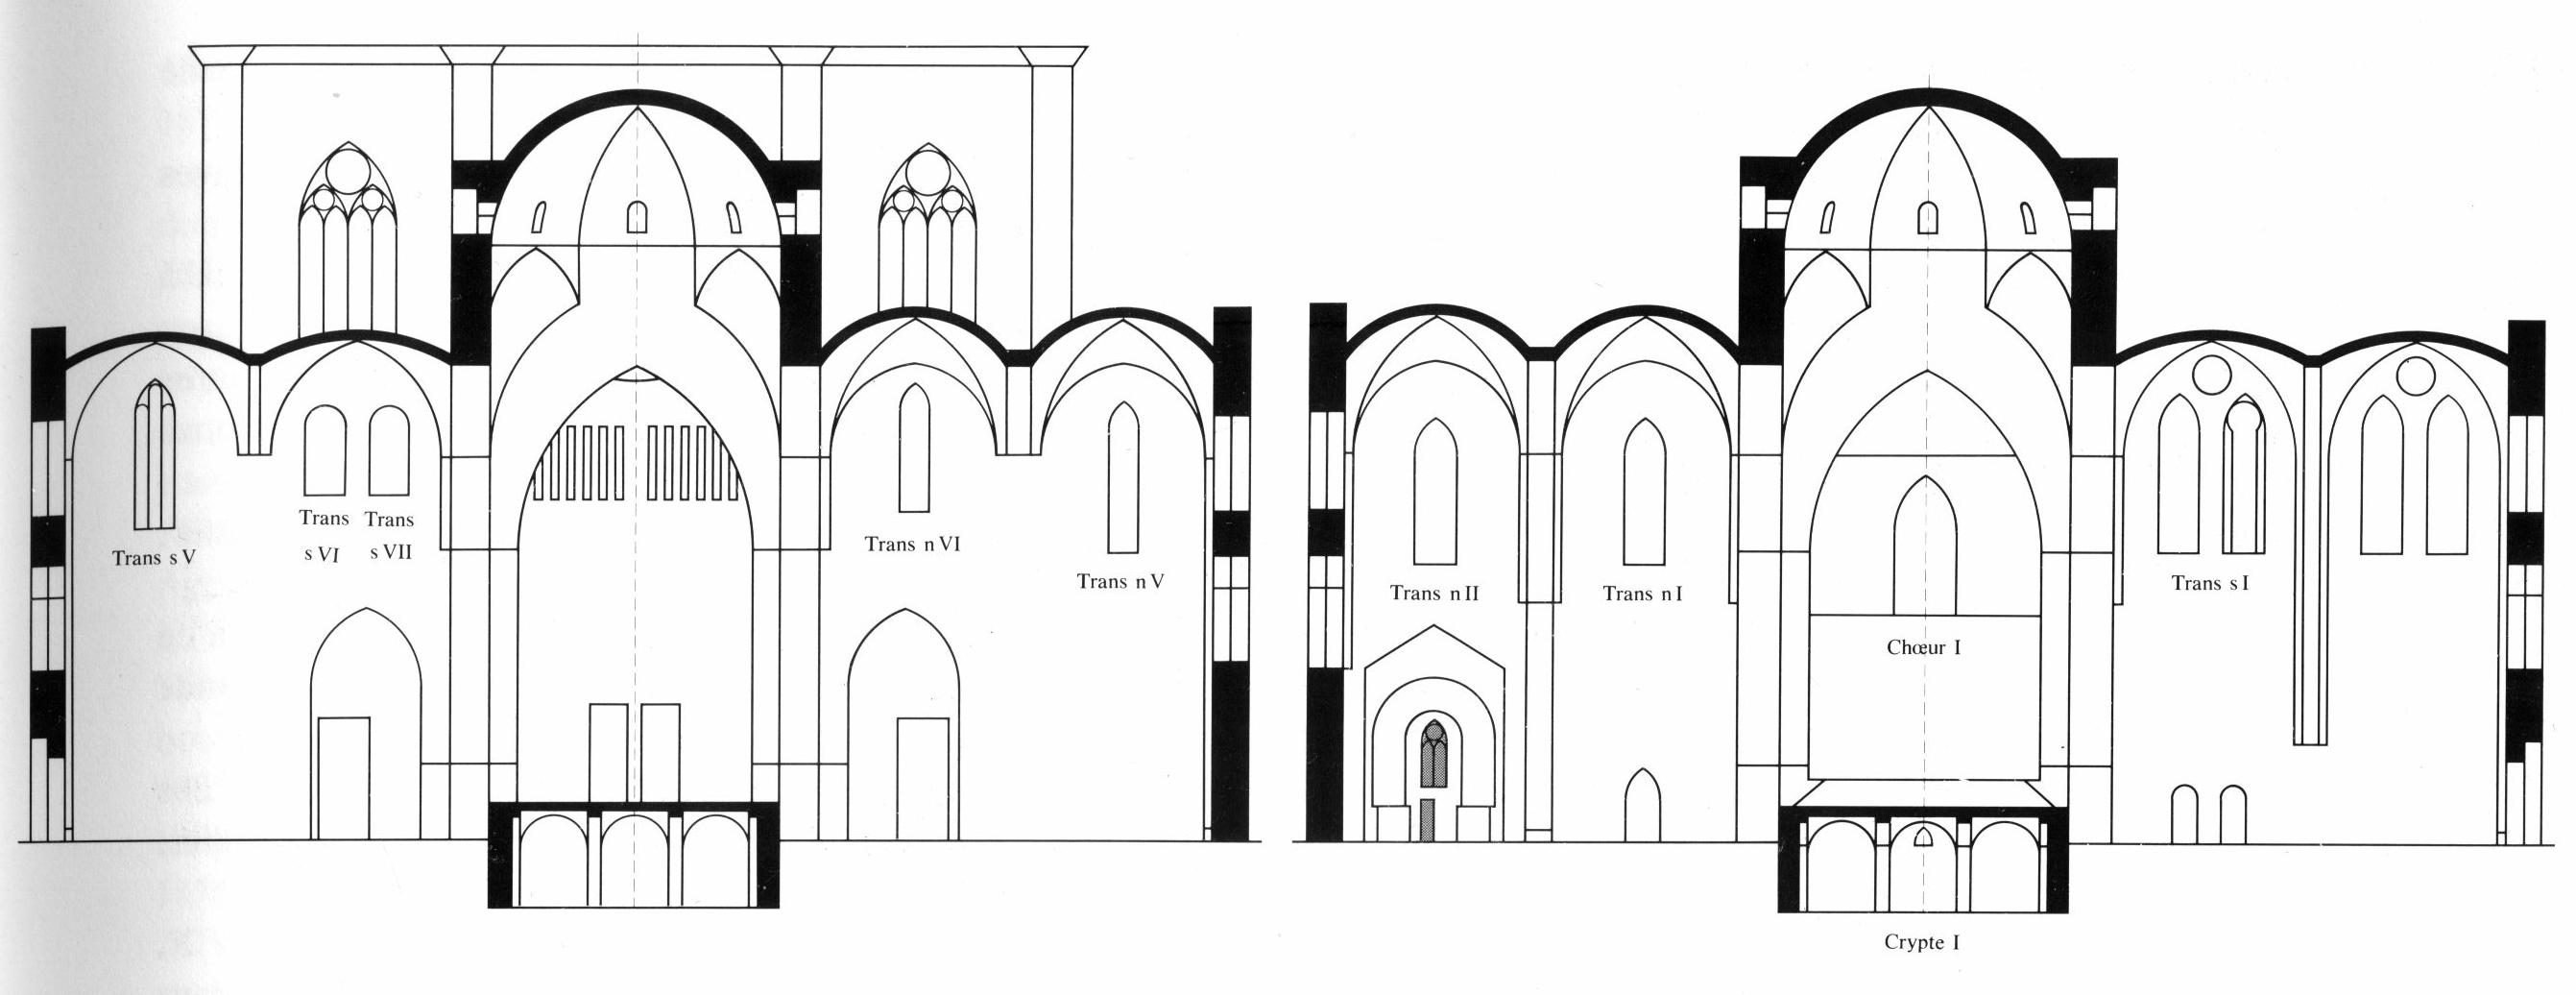 Trans Trans
s VI s VII
Trans s V
Trans n VI
Trans n V
Trans n II
Trans n I
Chœur I
Trans s I
Crypte I